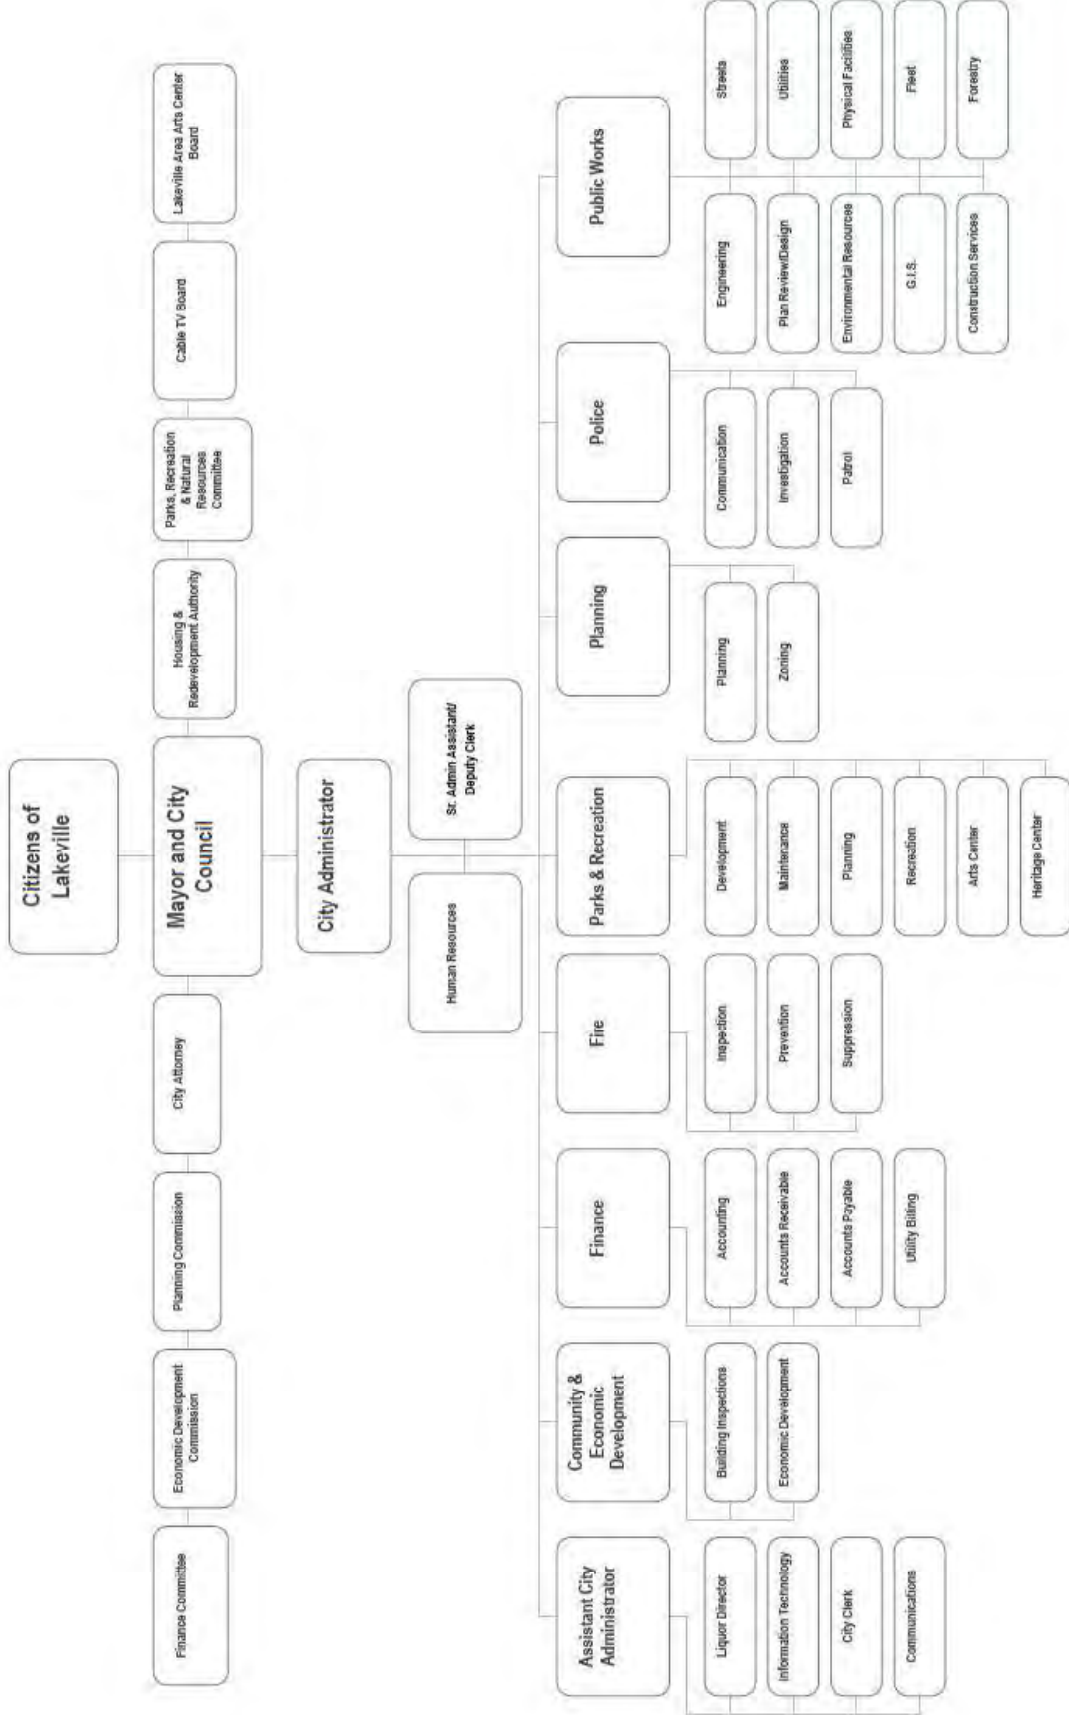 Citizens of
Lakeville
Finance Committee
Economic Development
Commission
Planning Commission
City Attorney
Mayor and City
Council
Housing &
Redevelopment Authority
Parks, Recreation
& Natural
Resources
Committee
Cable TV Board
Lakeville Area Arts Center
Board
City Administrator
Human Resources
Sr. Admin Assistant/
Deputy Clerk
Assistant City
Administrator
Community &
Economic
Development
Finance
Fire
Parks & Recreation
Planning
Police
Public Works
Liquor Director
Information Technology
City Clerk
Communications
Building Inspections
Economic Development
Accounting
Accounts Receivable
Accounts Payable
Utility Billing
Inspection
Prevention
Suppression
Development
Maintenance
Planning
Recreation
Arts Center
Heritage Center
Planning
Zoning
Communication
Investigation
Patrol
Engineering
Plan Review/Design
Environmental Resources
G.I.S.
Construction Services
Streets
Utilities
Physical Facilities
Fleet
Forestry